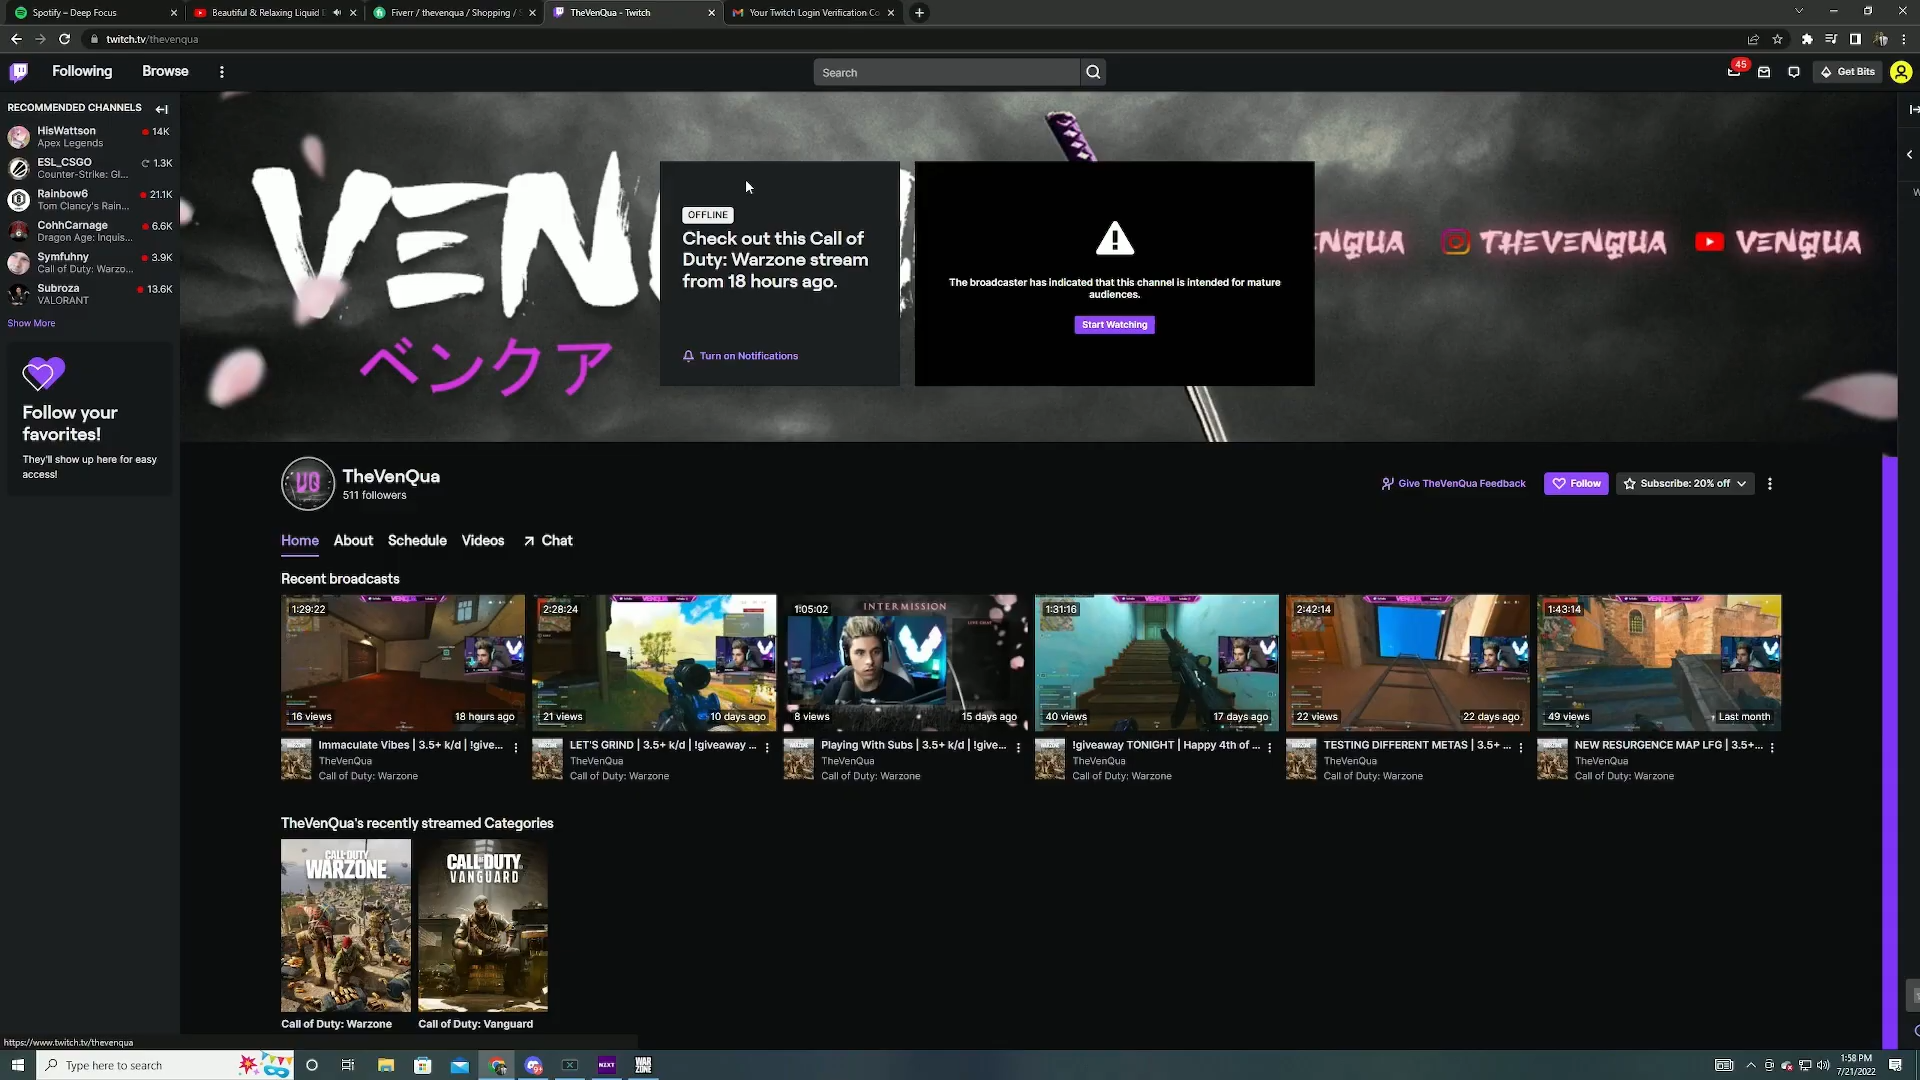 Spotify – Deep Focus
Beautiful & Relaxing Liquid
Fiverr / thevenqua / Shopping /
TheVenQua - Twitch
Your Twitch Login Verification Co
twitch.tv/thevenqua
Following
Browse
Search
45
Get Bits
RECOMMENDED CHANNELS
HisWattson
14K
Apex Legends
ESL_CSGO
1.3K
Counter-Strike: Gl...
Rainbow6
21.1K
Tom Clancy's Rain...
CohhCarnage
6.6K
Dragon Age: Inquis...
Symfuhny
3.9K
Call of Duty: Warzo...
Subroza
13.6K
VALORANT
Show More
Follow your
favorites!
They'll show up here for easy
access!
VEN
ベンクア
OFFLINE
Check out this Call of
Duty: Warzone stream
from 18 hours ago.
Turn on Notifications
The broadcaster has indicated that this channel is intended for mature
audiences.
Start Watching
NQUA
THEVENQUA
VENQUA
VQ
TheVenQua
511 followers
Give TheVenQua Feedback
Follow
Subscribe: 20% off
Home
About
Schedule
Videos
Chat
Recent broadcasts
1:29:22
16 views
18 hours ago
Immaculate Vibes | 3.5+ k/d | !give...
TheVenQua
Call of Duty: Warzone
2:28:24
21 views
10 days ago
LET'S GRIND | 3.5+ k/d | !giveaway ...
TheVenQua
Call of Duty: Warzone
1:05:02
INTERMISSION
8 views
15 days ago
Playing With Subs | 3.5+ k/d | !give...
TheVenQua
Call of Duty: Warzone
1:31:16
40 views
17 days ago
!giveaway TONIGHT | Happy 4th of ...
TheVenQua
Call of Duty: Warzone
2:42:14
22 views
22 days ago
TESTING DIFFERENT METAS | 3.5+ ...
TheVenQua
Call of Duty: Warzone
1:43:14
49 views
Last month
NEW RESURGENCE MAP LFG | 3.5+...
TheVenQua
Call of Duty: Warzone
TheVenQua's recently streamed Categories
CALL OF DUTY
WARZONE
CALL OF DUTY
VANGUARD
Call of Duty: Warzone
Call of Duty: Vanguard
https://www.twitch.tv/thevenqua
Type here to search
NZXT
WAR
ZONE
1:58 PM
7/21/2022